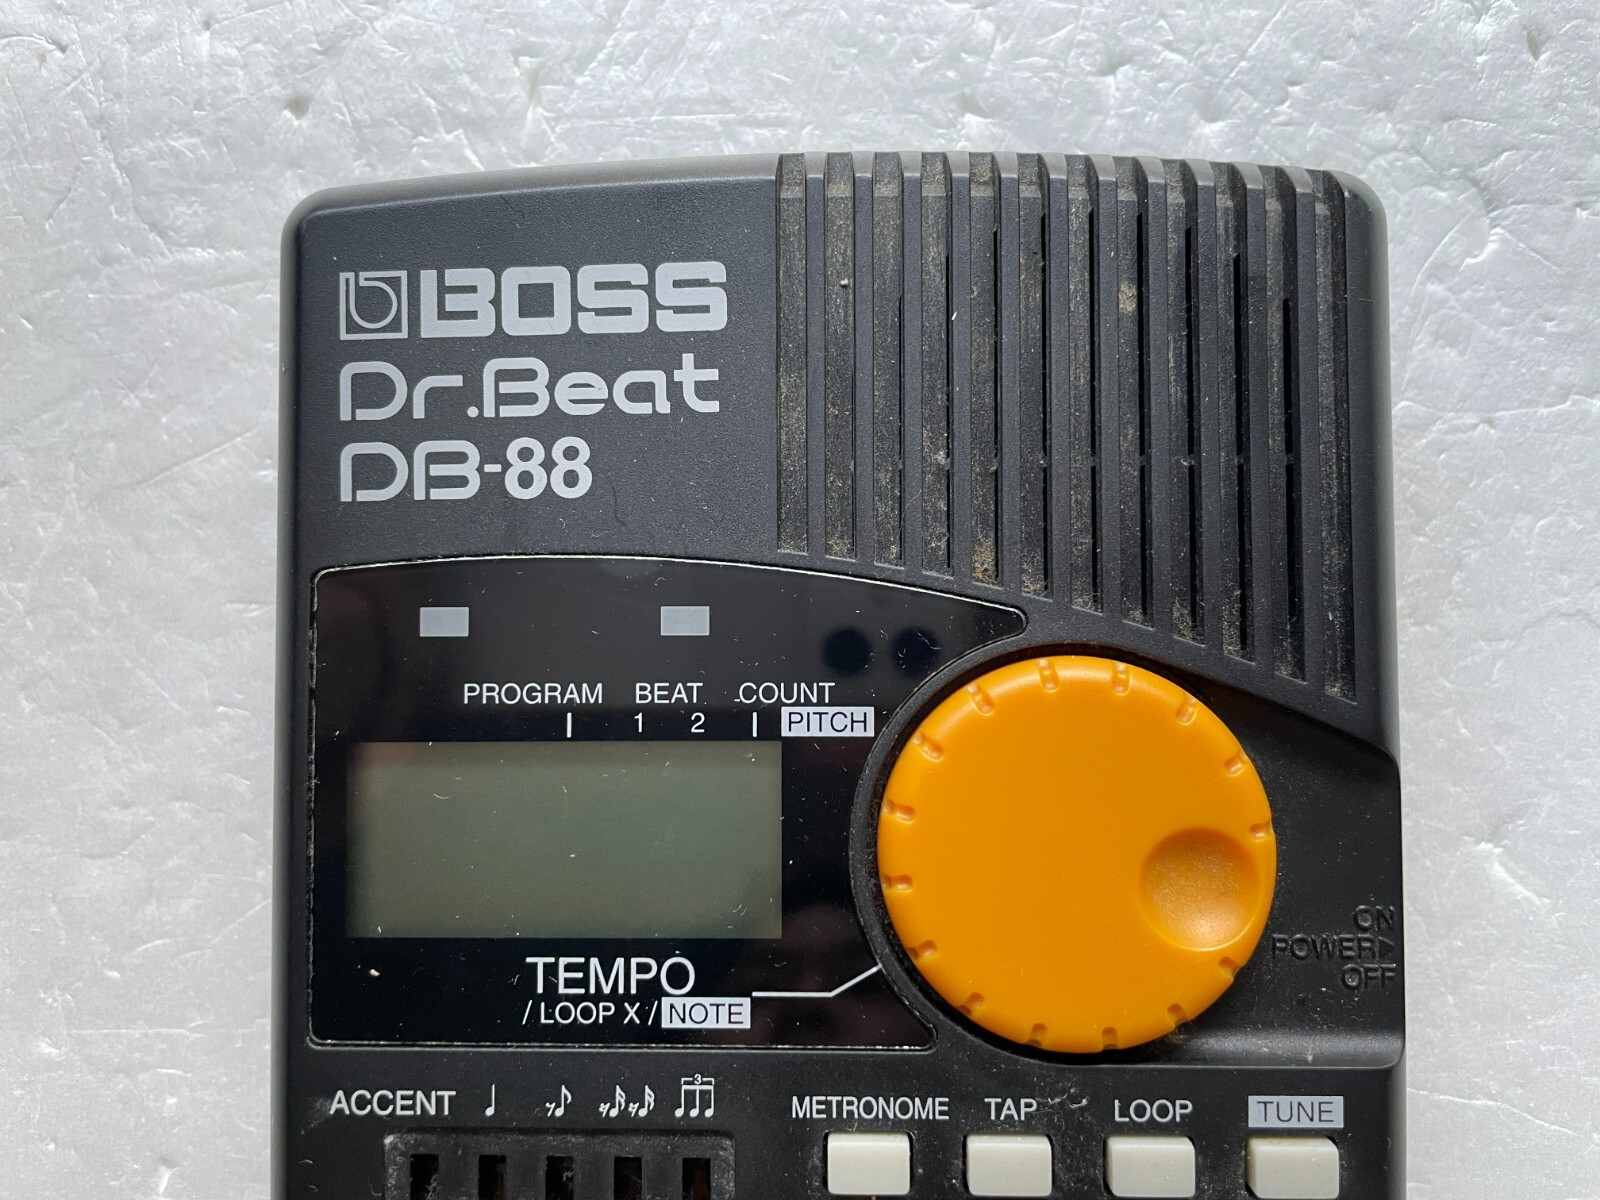 BOSS
Dr.Beat
DB-88
PROGRAM BEAT COUNT
1 2 PITCH
ON
POWER
OFF
TEMPO
/ LOOP X / NOTE
ACCENT 3 METRONOME TAP LOOP TUNE